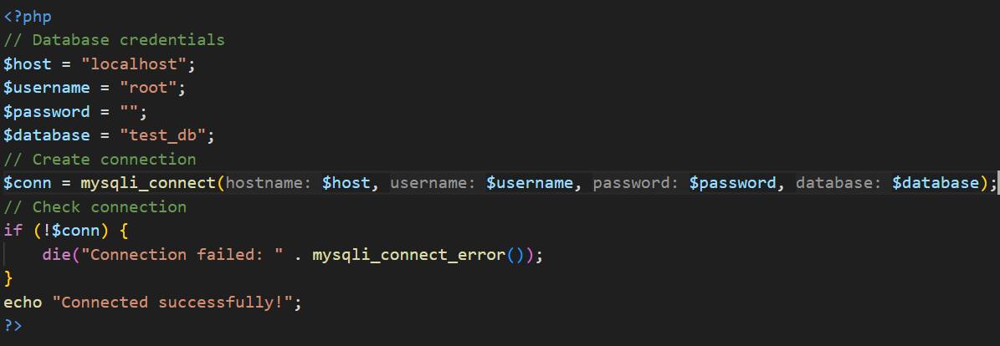 <?php
// Database credentials
$host = "localhost";
$username = "root";
$password = "";
$database = "test_db";
// Create connection
$conn = mysqli_connect(hostname: $host, username: $username, password: $password, database: $database);
// Check connection
if (!$conn) {
    die("Connection failed: " . mysqli_connect_error());
}
echo "Connected successfully!";
?>